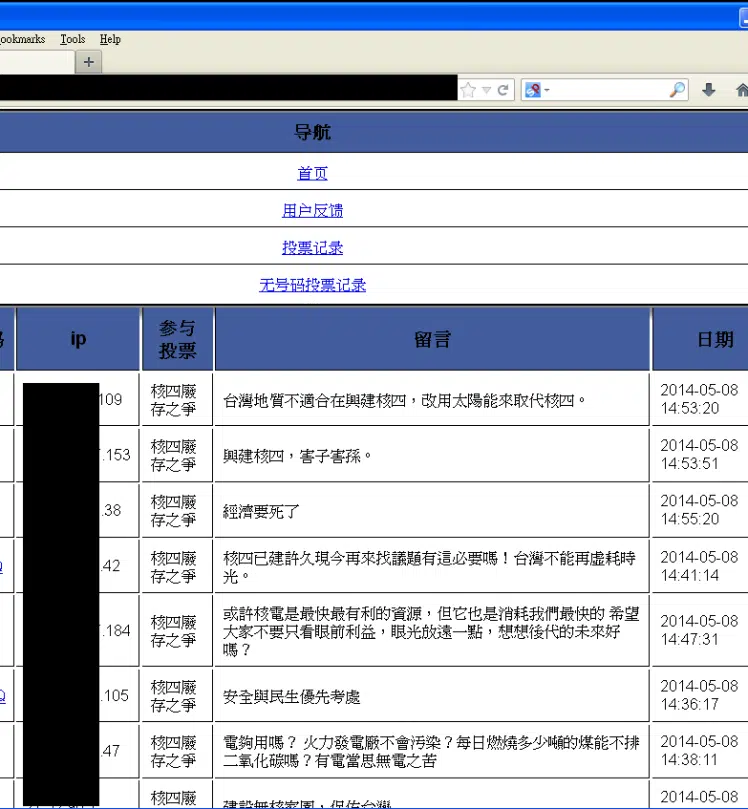 ookmarks Tools Help
导航
首页
用户反馈
投票记录
无号码投票记录
ip 参与 留言 日期
投票
109 核四廢 台灣地質不適合在興建核四，改用太陽能來取代核四。 2014-05-08
存之爭 14:53:20
.153 核四廢 興建核四，害子害孫。 2014-05-08
存之爭 14:53:51
.38 核四廢 經濟要死了 2014-05-08
存之爭 14:55:20
.42 核四廢 核四已建許久現今再來找議題有這必要嗎！台灣不能再虛耗時 2014-05-08
存之爭 光。 14:41:14
.184 核四廢 或許核電是最快最有利的資源，但它也是消耗我們最快的 希望 2014-05-08
存之爭 大家不要只看眼前利益，眼光放遠一點，想想後代的未來好 14:47:31
嗎？
.105 核四廢 安全與民生優先考處 2014-05-08
存之爭 14:36:17
.47 核四廢 電夠用嗎？ 火力發電廠不會汚染？每日燃燒多少噸的煤能不排 2014-05-08
存之爭 二氧化碳嗎？有電當思無電之苦 14:38:11
核四廢 建設無核家園，保佑台灣 2014-05-08